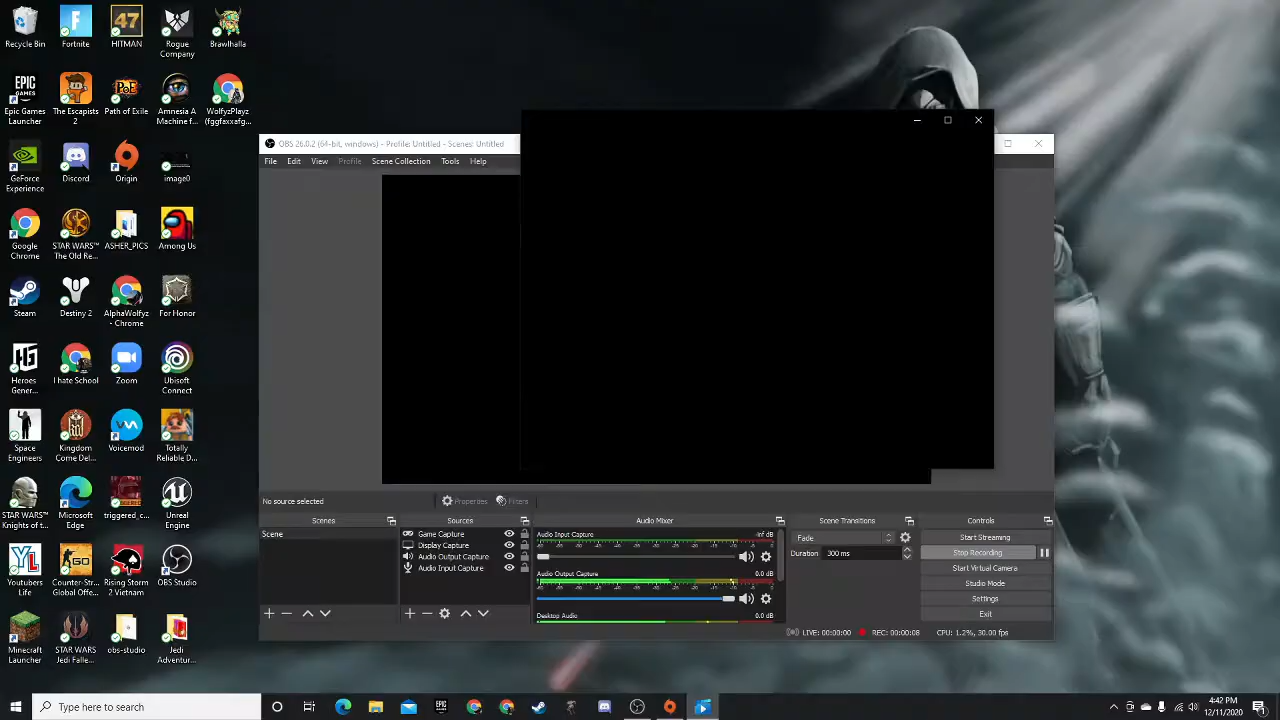 Recycle Bin
Fortnite
HITMAN
Rogue
Company
Brawlhalla
Epic Games
Launcher
The Escapists
2
Path of Exile
Amnesia A
Machine f...
WolfyzPlayz
(fggfaxxafg...
GeForce
Experience
Discord
Origin
image0
Google
Chrome
STAR WARS™
The Old Re...
ASHER_PICS
Among Us
Steam
Destiny 2
AlphaWolfyz
- Chrome
For Honor
Heroes
Gener...
I hate School
Zoom
Ubisoft
Connect
Space
Engineers
Kingdom
Come Del...
Voicemod
Totally
Reliable D...
STAR WARS™
Knights of t...
Microsoft
Edge
triggered_c...
Unreal
Engine
Youtubers
Life
Counter-Str...
Global Offe...
Rising Storm
2 Vietnam
OBS Studio
Minecraft
Launcher
STAR WARS
Jedi Falle...
obs-studio
Jedi
Adventur...
OBS 26.0.2 (64-bit, windows) - Profile: Untitled - Scenes: Untitled
File Edit View Profile Scene Collection Tools Help
No source selected
Properties
Filters
Scenes
Scene
Sources
Game Capture
Display Capture
Audio Output Capture
Audio Input Capture
Audio Mixer
Audio Input Capture
-inf dB
Audio Output Capture
0.0 dB
Desktop Audio
0.0 dB
Scene Transitions
Fade
Duration 300 ms
Controls
Start Streaming
Stop Recording
Start Virtual Camera
Studio Mode
Settings
Exit
LIVE: 00:00:00
REC: 00:00:08
CPU: 1.2%, 30.00 fps
Type here to search
EPIC
4:42 PM
12/11/2020